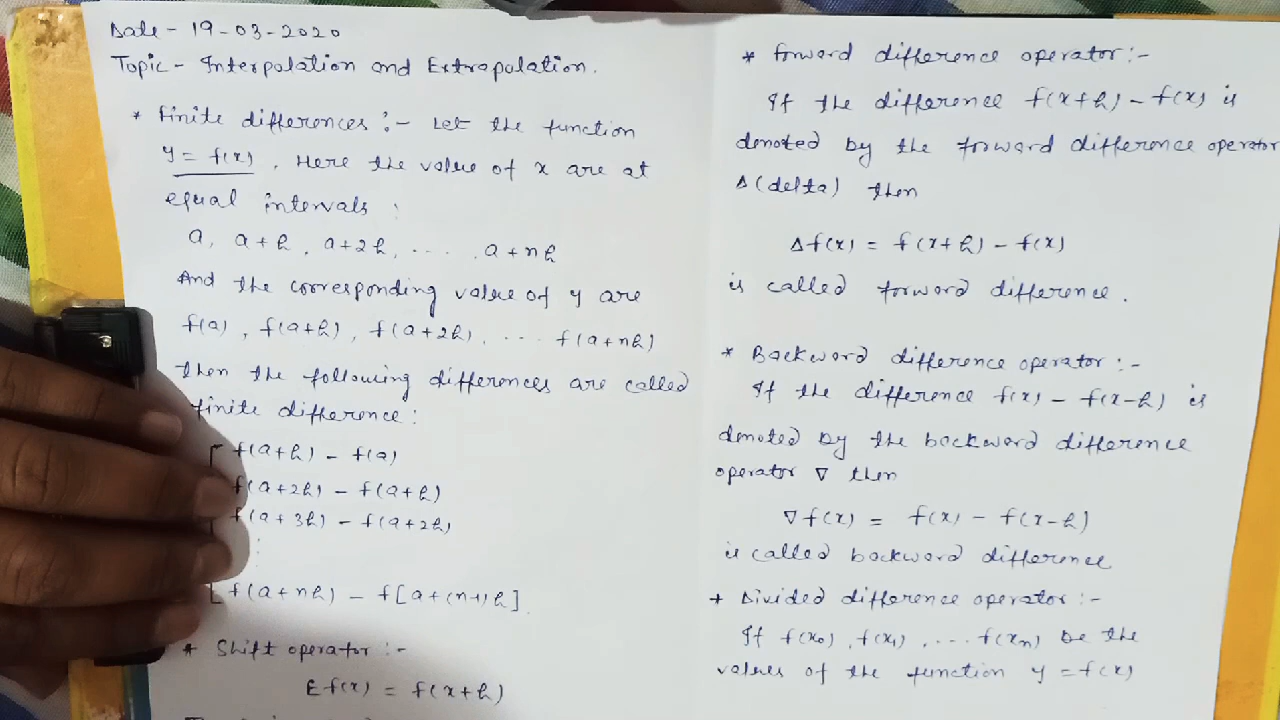 Date - 19-03-2020
Topic - Interpolation and Extrapolation.
* Finite differences :- Let the function
y = f(x) . Here the value of x are at
equal intervals :
a, a+h, a+2h, .... , a+nh
And the corresponding value of y are
f(a), f(a+h), f(a+2h), .... f(a+nh)
then the following differences are called
finite difference :
f(a+h) - f(a)
f(a+2h) - f(a+h)
f(a+3h) - f(a+2h)
⋮
f(a+nh) - f[a+(n-1)h].
* Shift operator :-
E f(x) = f(x+h)
* Forward difference operator :-
If the difference f(x+h) - f(x) is
denoted by the forward difference operator
Δ (delta) then
Δf(x) = f(x+h) - f(x)
is called forward difference.
* Backward difference operator :-
If the difference f(x) - f(x-h) is
denoted by the backward difference
operator ∇ then
∇f(x) = f(x) - f(x-h)
is called backward difference
* Divided difference operator :-
If f(x₀), f(x₁), .... f(xₙ) be the
values of the function y = f(x)